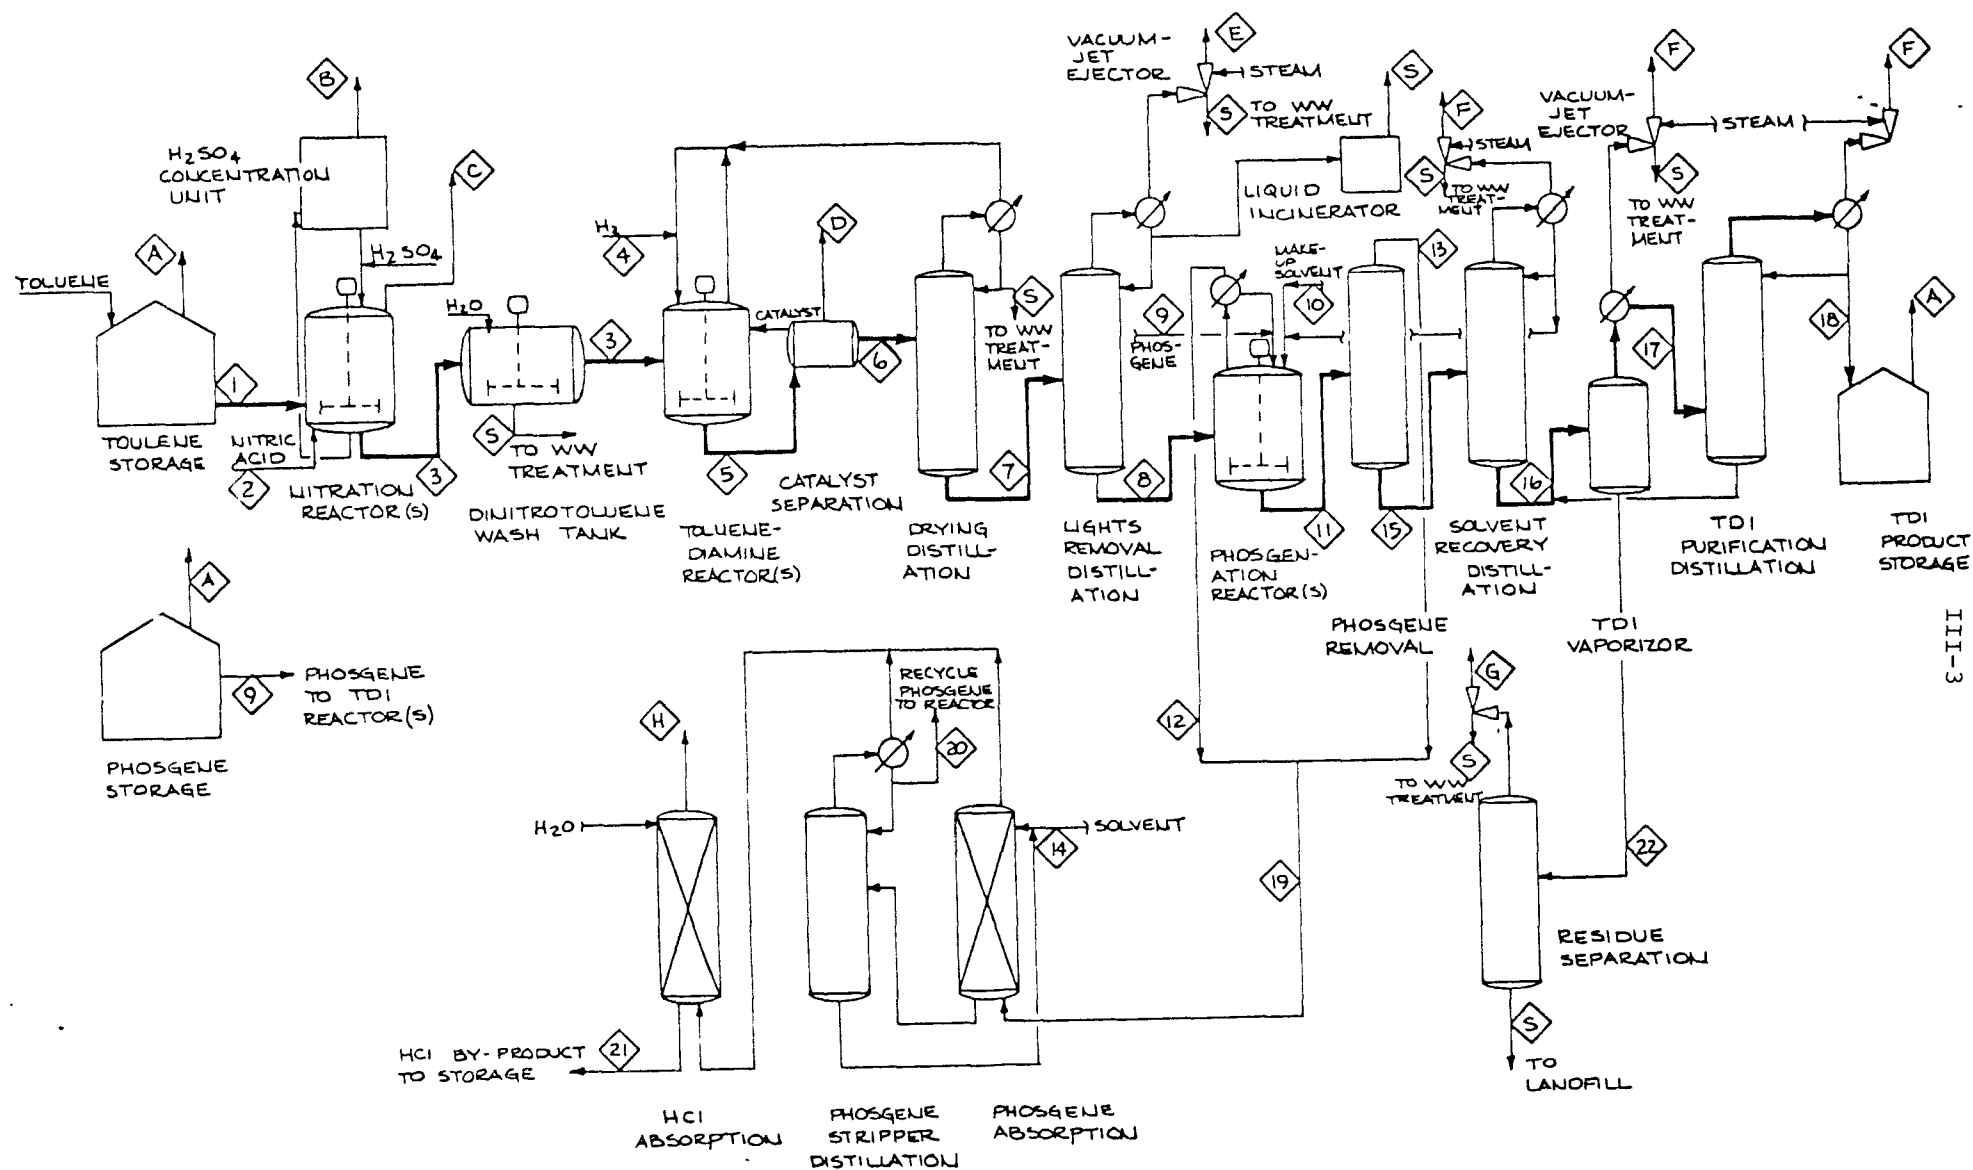 VACUUM-
JET
EJECTOR
E
STEAM
S
TO WW
TREATMENT
S
F
STEAM
S
TO WW
TREAT-
MENT
LIQUID
INCINERATOR
VACUUM-
JET
EJECTOR
F
STEAM
F
S
TO WW
TREAT-
MENT
B
H2SO4
CONCENTRATION
UNIT
C
H2SO4
A
TOLUENE
1
TOULENE
STORAGE
NITRIC
ACID
2
NITRATION
REACTOR(S)
3
H2O
3
S
TO WW
TREATMENT
DINITROTOLUENE
WASH TANK
H2
4
CATALYST
D
5
6
TOLUENE-
DIAMINE
REACTOR(S)
CATALYST
SEPARATION
S
TO WW
TREAT-
MENT
7
DRYING
DISTILL-
ATION
8
LIGHTS
REMOVAL
DISTILL-
ATION
9
PHOS-
GENE
MAKE-
UP
SOLVENT
10
11
PHOSGEN-
ATION
REACTOR(S)
13
15
PHOSGENE
REMOVAL
16
SOLVENT
RECOVERY
DISTILL-
ATION
17
TDI
VAPORIZOR
TDI
PURIFICATION
DISTILLATION
18
A
TDI
PRODUCT
STORAGE
III-3
A
9
PHOSGENE
TO TDI
REACTOR(S)
PHOSGENE
STORAGE
H
H2O
RECYCLE
PHOSGENE
TO REACTOR
20
SOLVENT
14
12
19
G
S
TO WW
TREATMENT
22
RESIDUE
SEPARATION
S
TO
LANDFILL
HCl BY-PRODUCT
TO STORAGE
21
HCl
ABSORPTION
PHOSGENE
STRIPPER
DISTILLATION
PHOSGENE
ABSORPTION